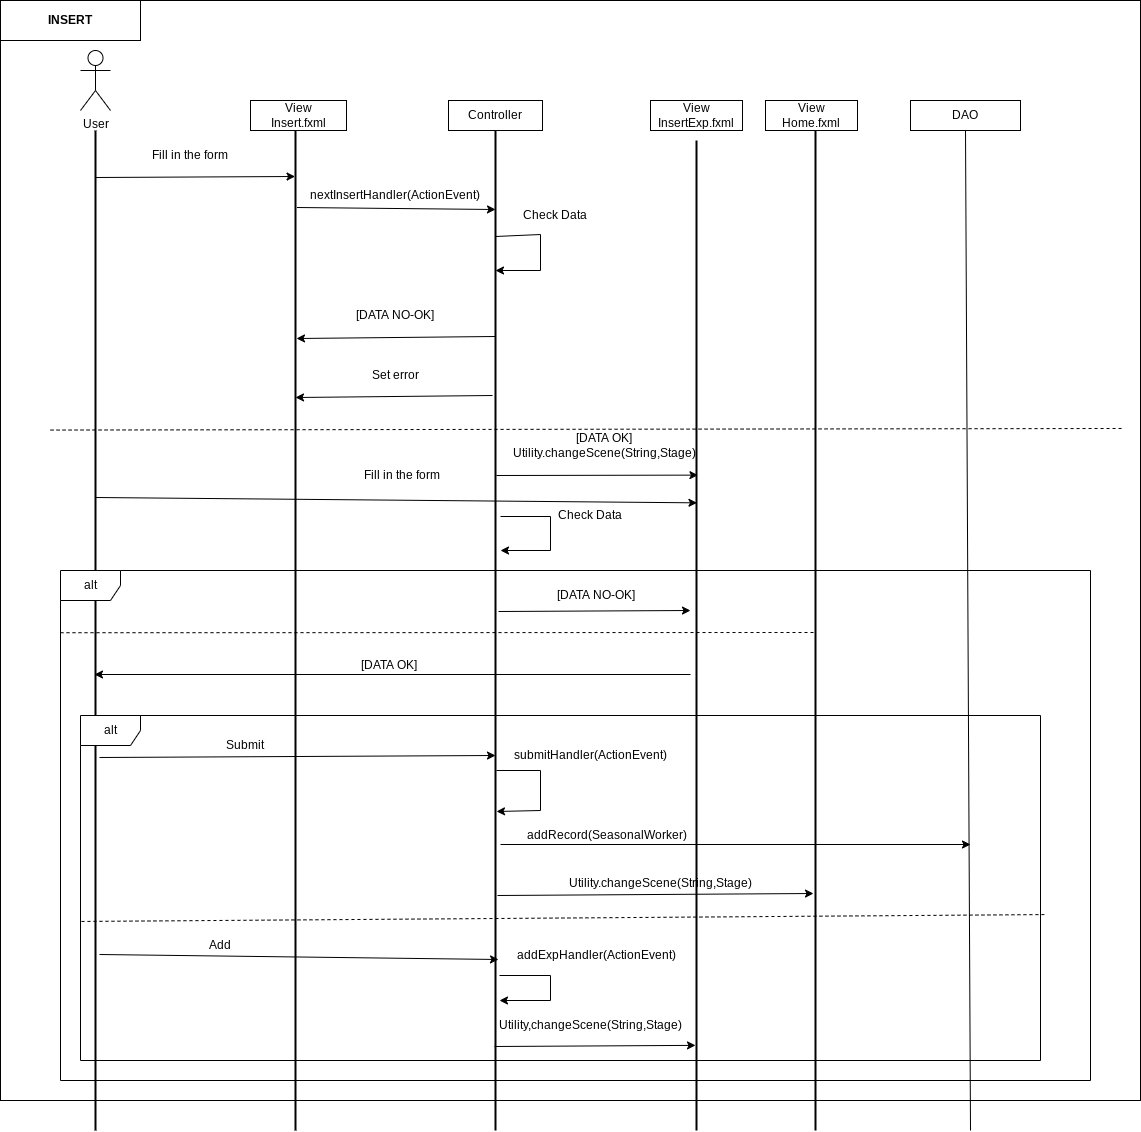 INSERT
User
View
Insert.fxml
Controller
View
InsertExp.fxml
View
Home.fxml
DAO
Fill in the form
nextInsertHandler(ActionEvent)
Check Data
[DATA NO-OK]
Set error
[DATA OK]
Utility.changeScene(String,Stage)
Fill in the form
Check Data
alt
[DATA NO-OK]
[DATA OK]
alt
Submit
submitHandler(ActionEvent)
addRecord(SeasonalWorker)
Utility.changeScene(String,Stage)
Add
addExpHandler(ActionEvent)
Utility,changeScene(String,Stage)